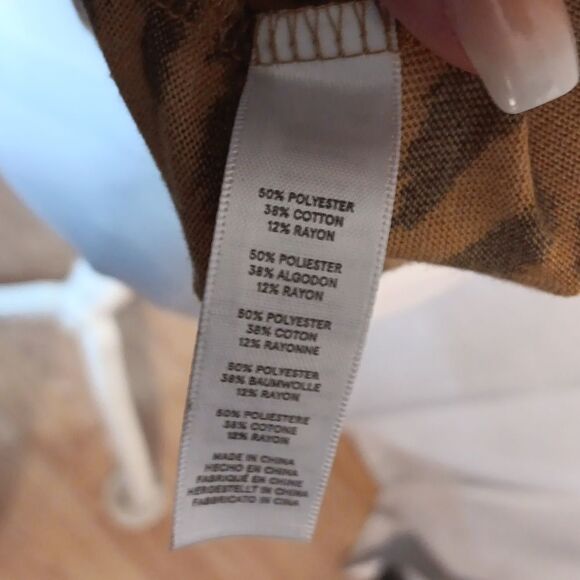 50% POLYESTER
38% COTTON
12% RAYON
50% POLIESTER
38% ALGODON
12% RAYON
50% POLYESTER
38% COTON
12% RAYONNE
50% POLYESTER
38% BAUMWOLLE
12% RAYON
50% POLIESTERE
38% COTONE
12% RAYON
MADE IN CHINA
HECHO EN CHINA
FABRIQUÉ EN CHINE
HERGESTELLT IN CHINA
FABBRICATO IN CINA